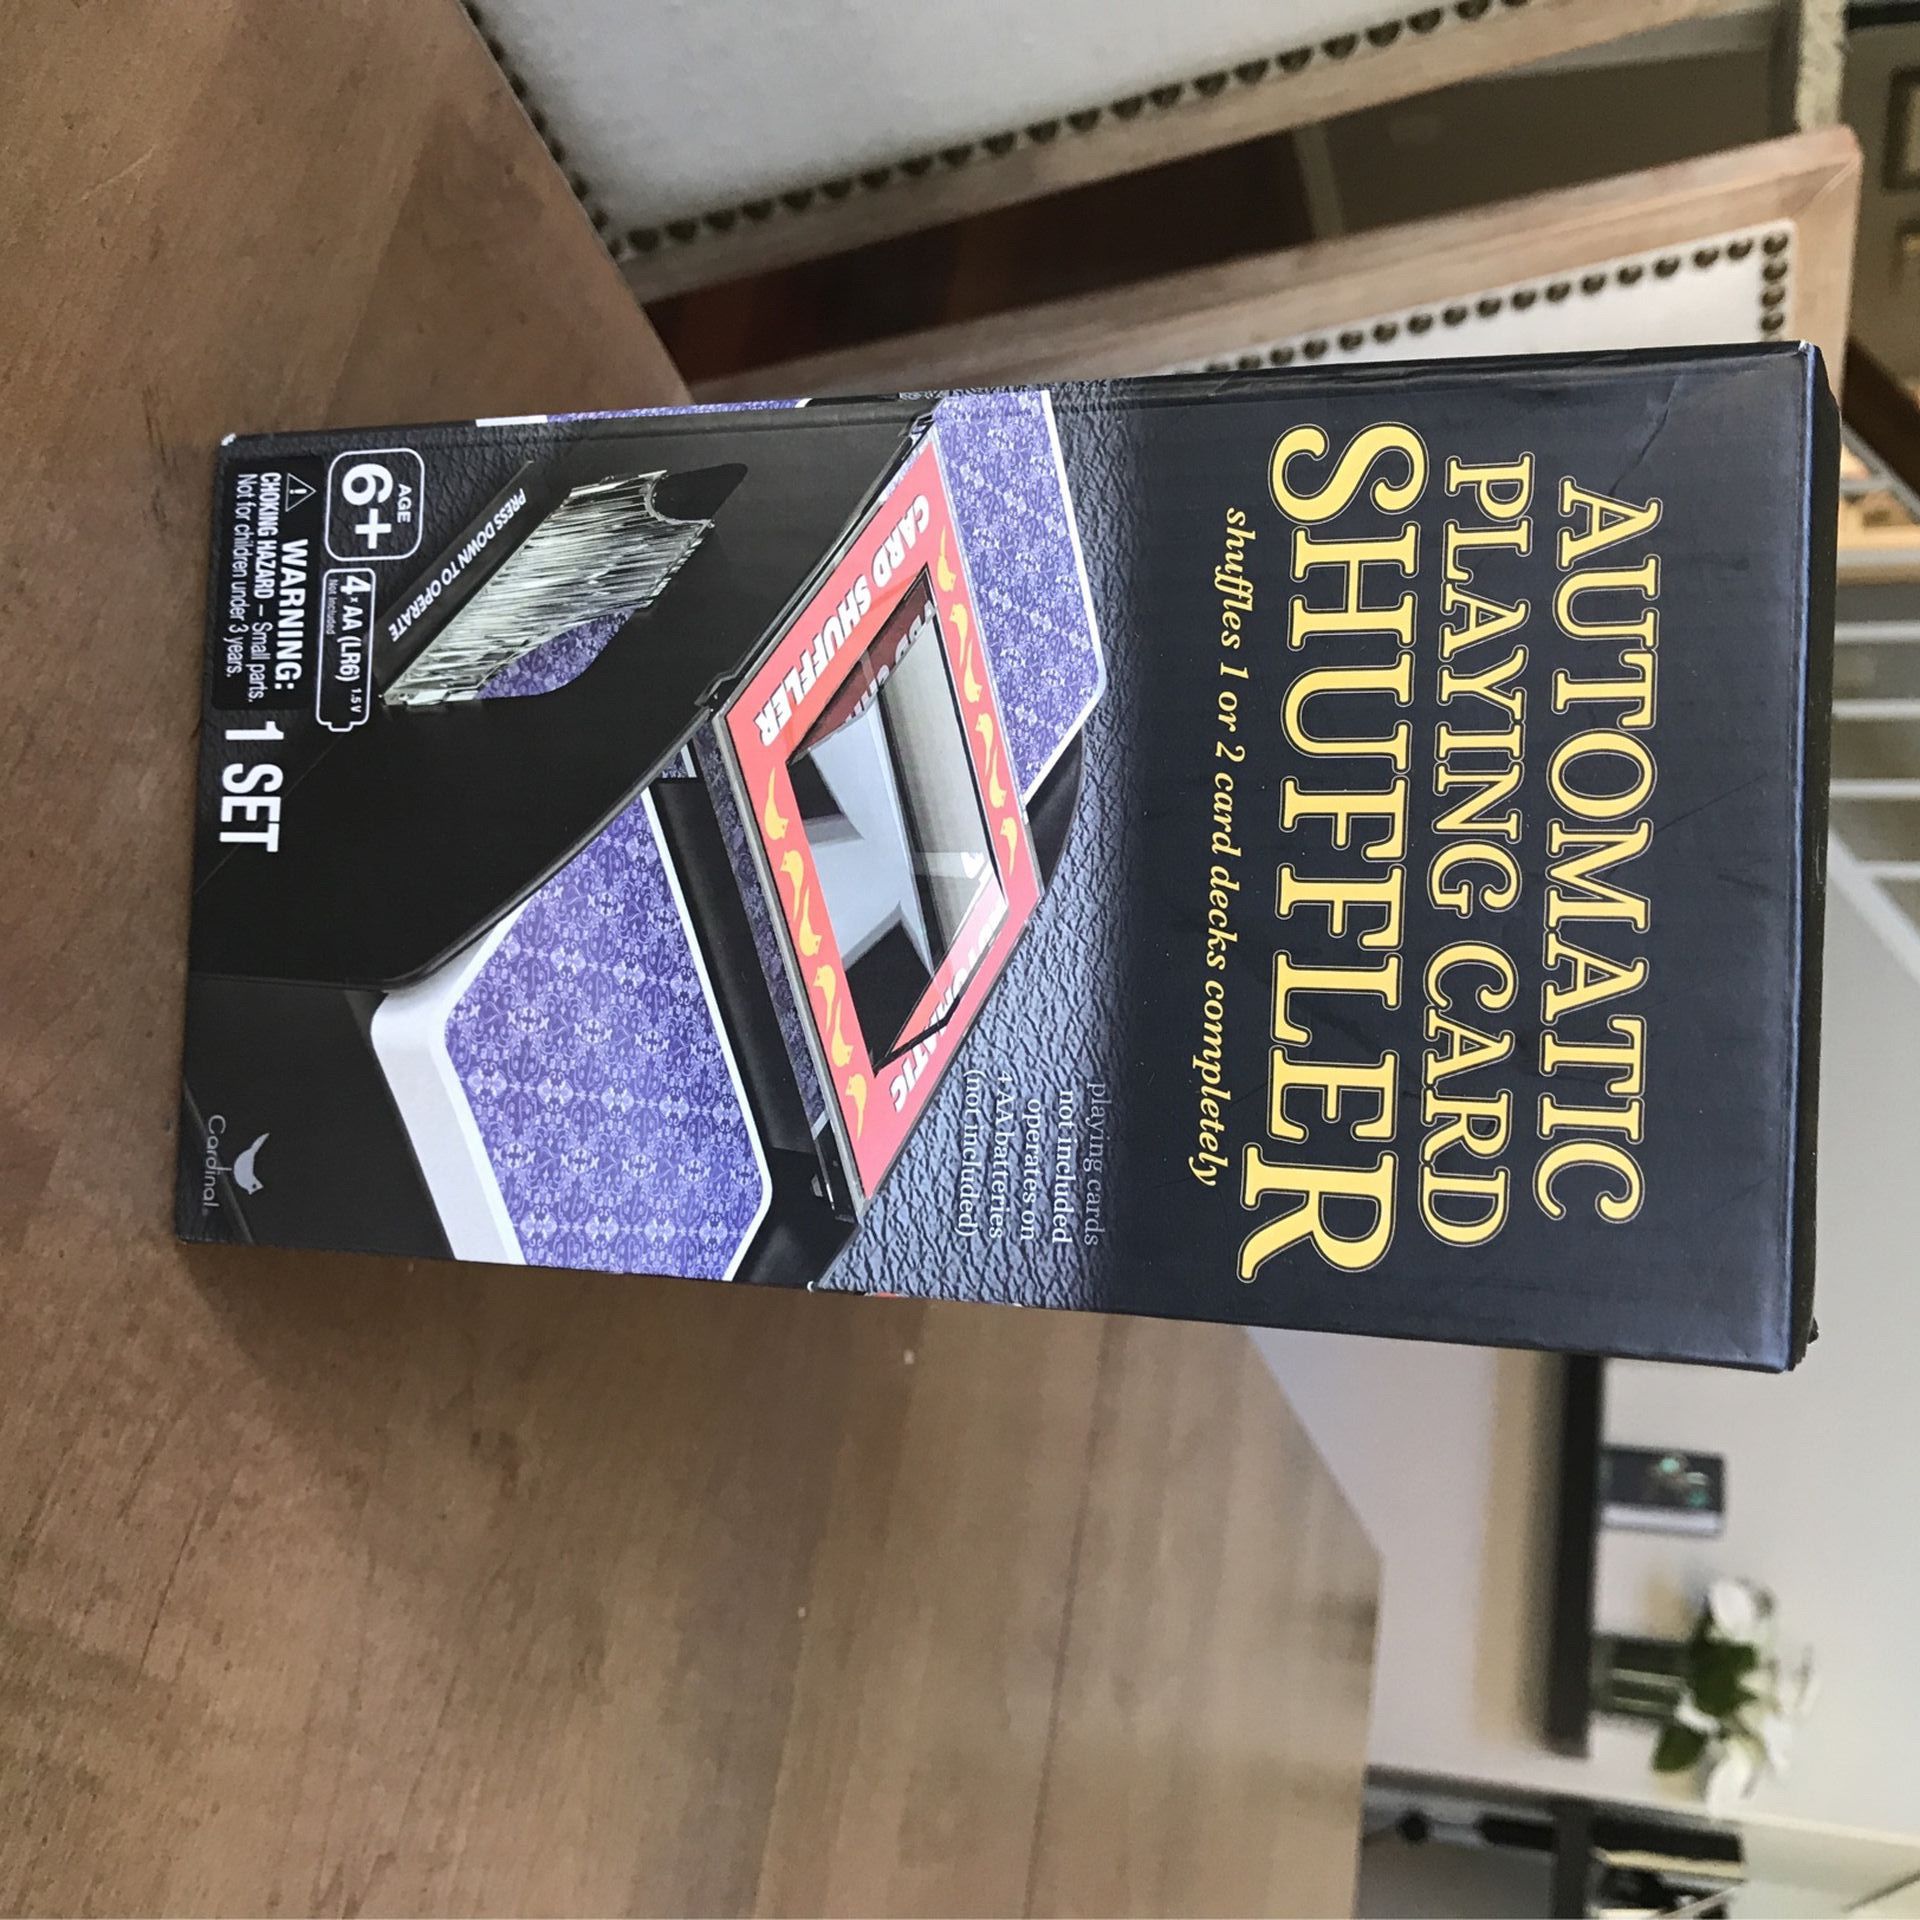 AUTOMATIC
PLAYING CARD
SHUFFLER
shuffles 1 or 2 card decks completely
playing cards
not included
operates on
4 AA batteries
(not included)
CARD SHUFFLER
PRESS DOWN TO OPERATE
AGE
6+
4x AA (LR6) 1.5 V
Not Included
WARNING:
CHOKING HAZARD – Small parts.
Not for children under 3 years.
1 SET
Cardinal